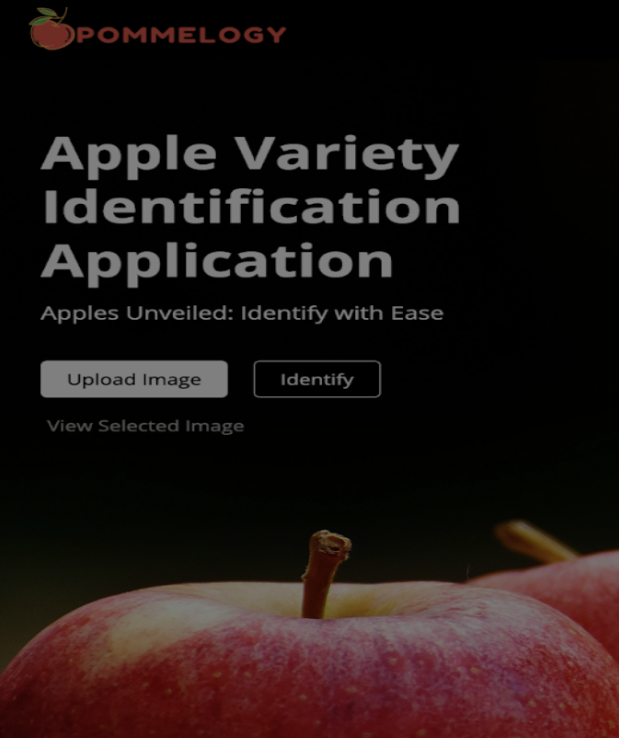 POMMELOGY
Apple Variety
Identification
Application
Apples Unveiled: Identify with Ease
Upload Image
Identify
View Selected Image